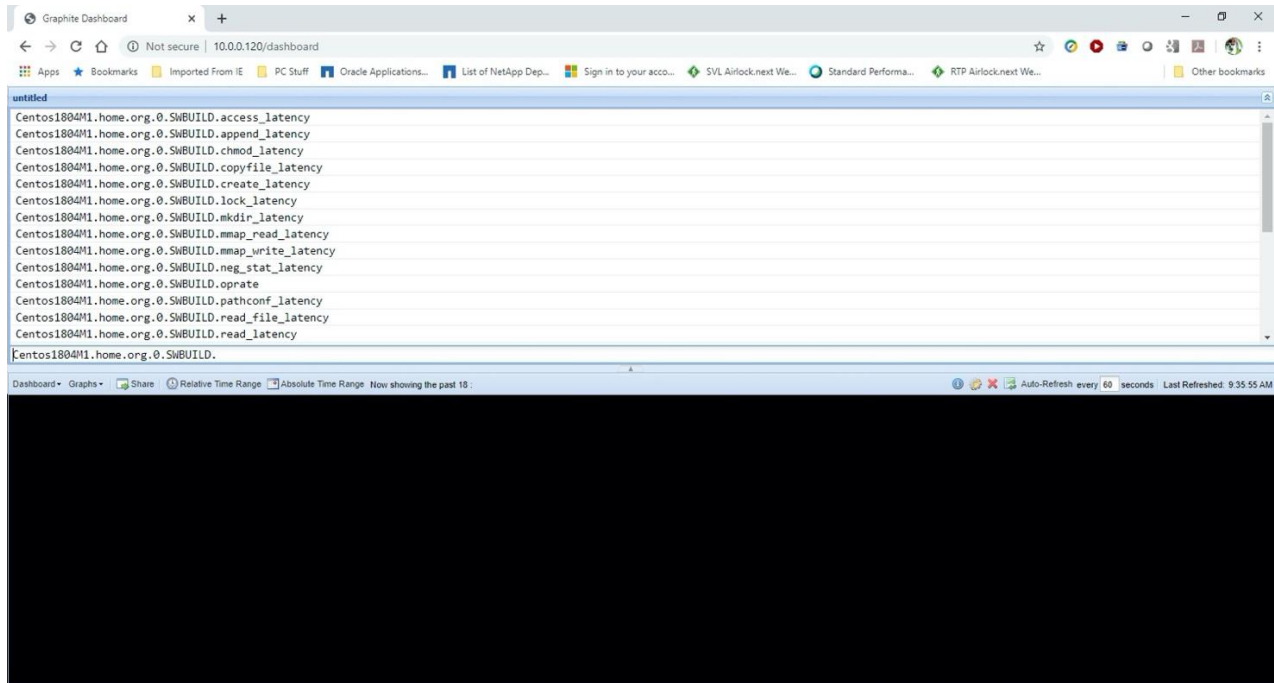 Graphite Dashboard
Not secure | 10.0.0.120/dashboard
Apps Bookmarks Imported From IE PC Stuff Oracle Applications... List of NetApp Dep... Sign in to your acco... SVL Airlock.next We... Standard Performa... RTP Airlock.next We... Other bookmarks
untitled
Centos1804M1.home.org.0.SWBUILD.access_latency
Centos1804M1.home.org.0.SWBUILD.append_latency
Centos1804M1.home.org.0.SWBUILD.chmod_latency
Centos1804M1.home.org.0.SWBUILD.copyfile_latency
Centos1804M1.home.org.0.SWBUILD.create_latency
Centos1804M1.home.org.0.SWBUILD.lock_latency
Centos1804M1.home.org.0.SWBUILD.mkdir_latency
Centos1804M1.home.org.0.SWBUILD.mmap_read_latency
Centos1804M1.home.org.0.SWBUILD.mmap_write_latency
Centos1804M1.home.org.0.SWBUILD.neg_stat_latency
Centos1804M1.home.org.0.SWBUILD.oprate
Centos1804M1.home.org.0.SWBUILD.pathconf_latency
Centos1804M1.home.org.0.SWBUILD.read_file_latency
Centos1804M1.home.org.0.SWBUILD.read_latency
Centos1804M1.home.org.0.SWBUILD.
Dashboard Graphs Share Relative Time Range Absolute Time Range Now showing the past 18 : Auto-Refresh every 60 seconds Last Refreshed: 9:35:55 AM